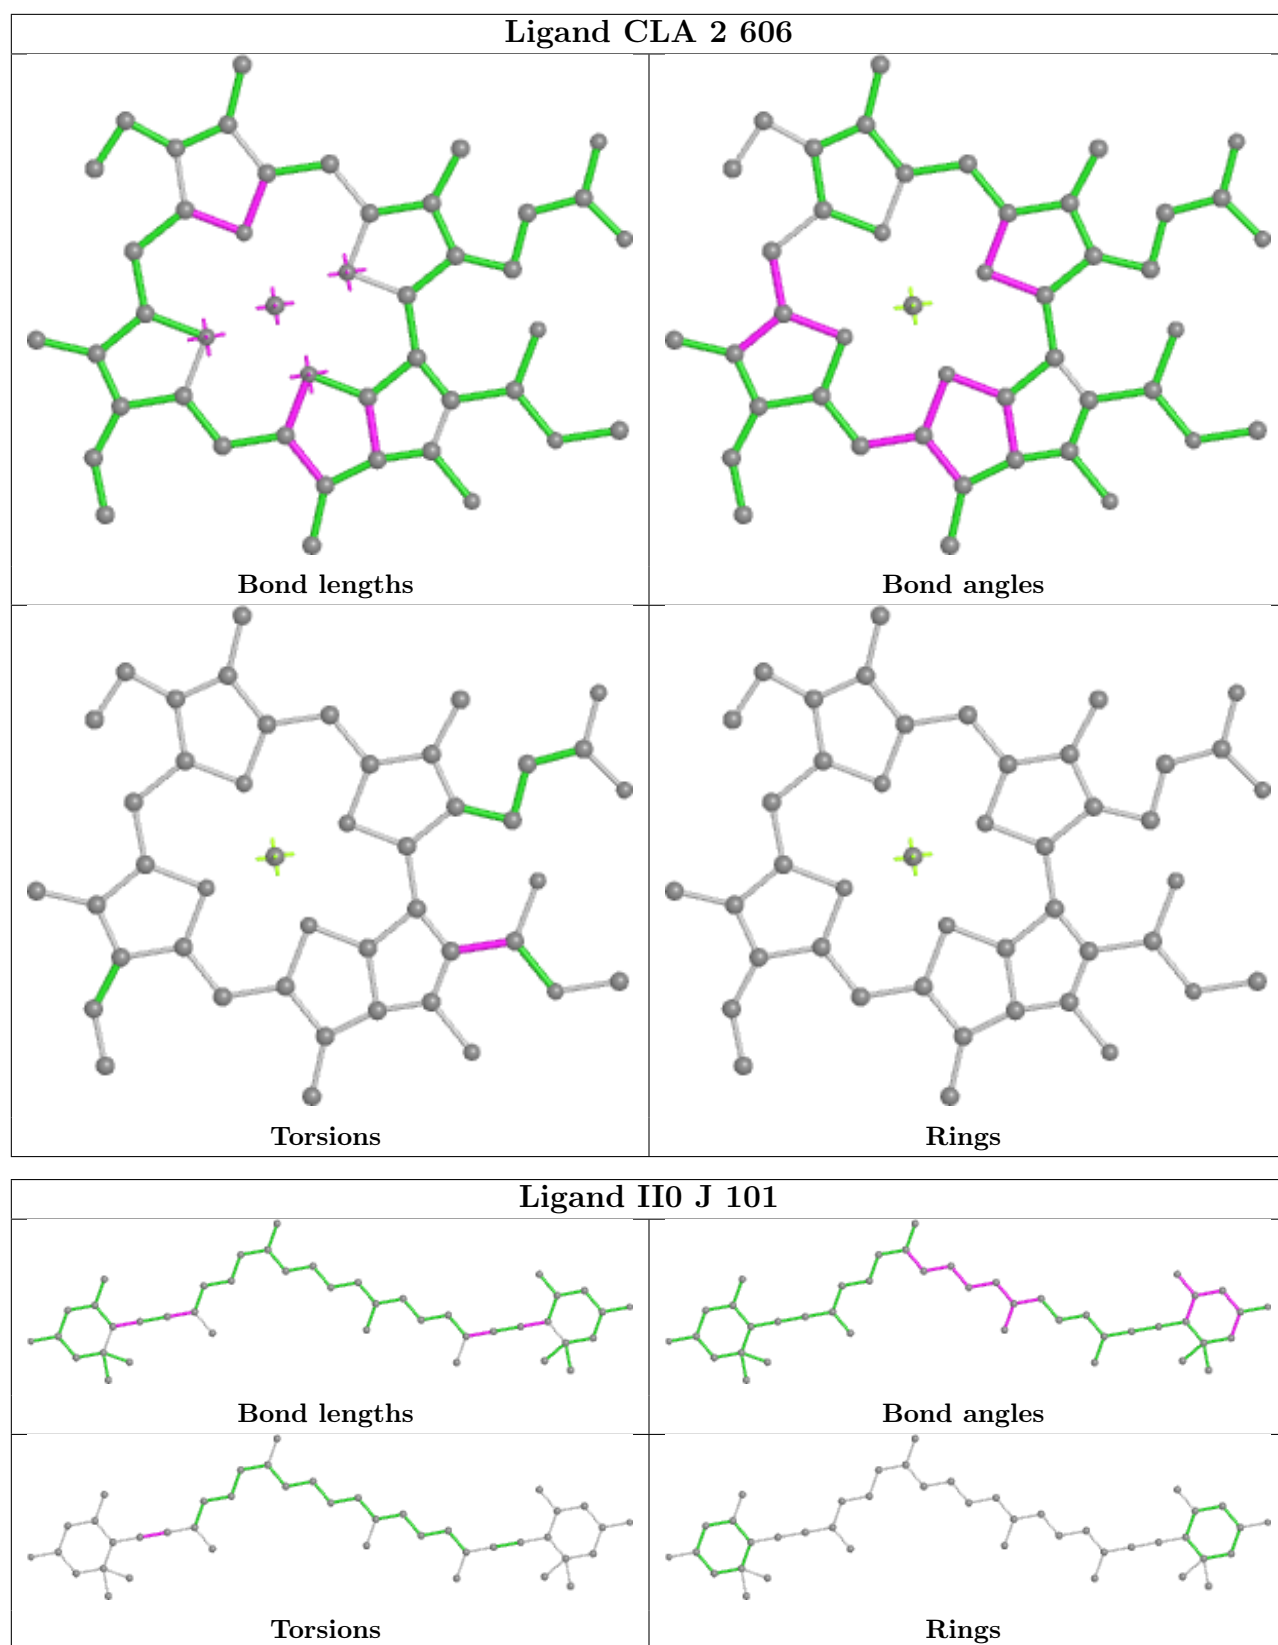 Ligand CLA 2 606
Bond lengths
Bond angles
Torsions
Rings
Ligand II0 J 101
Bond lengths
Bond angles
Torsions
Rings